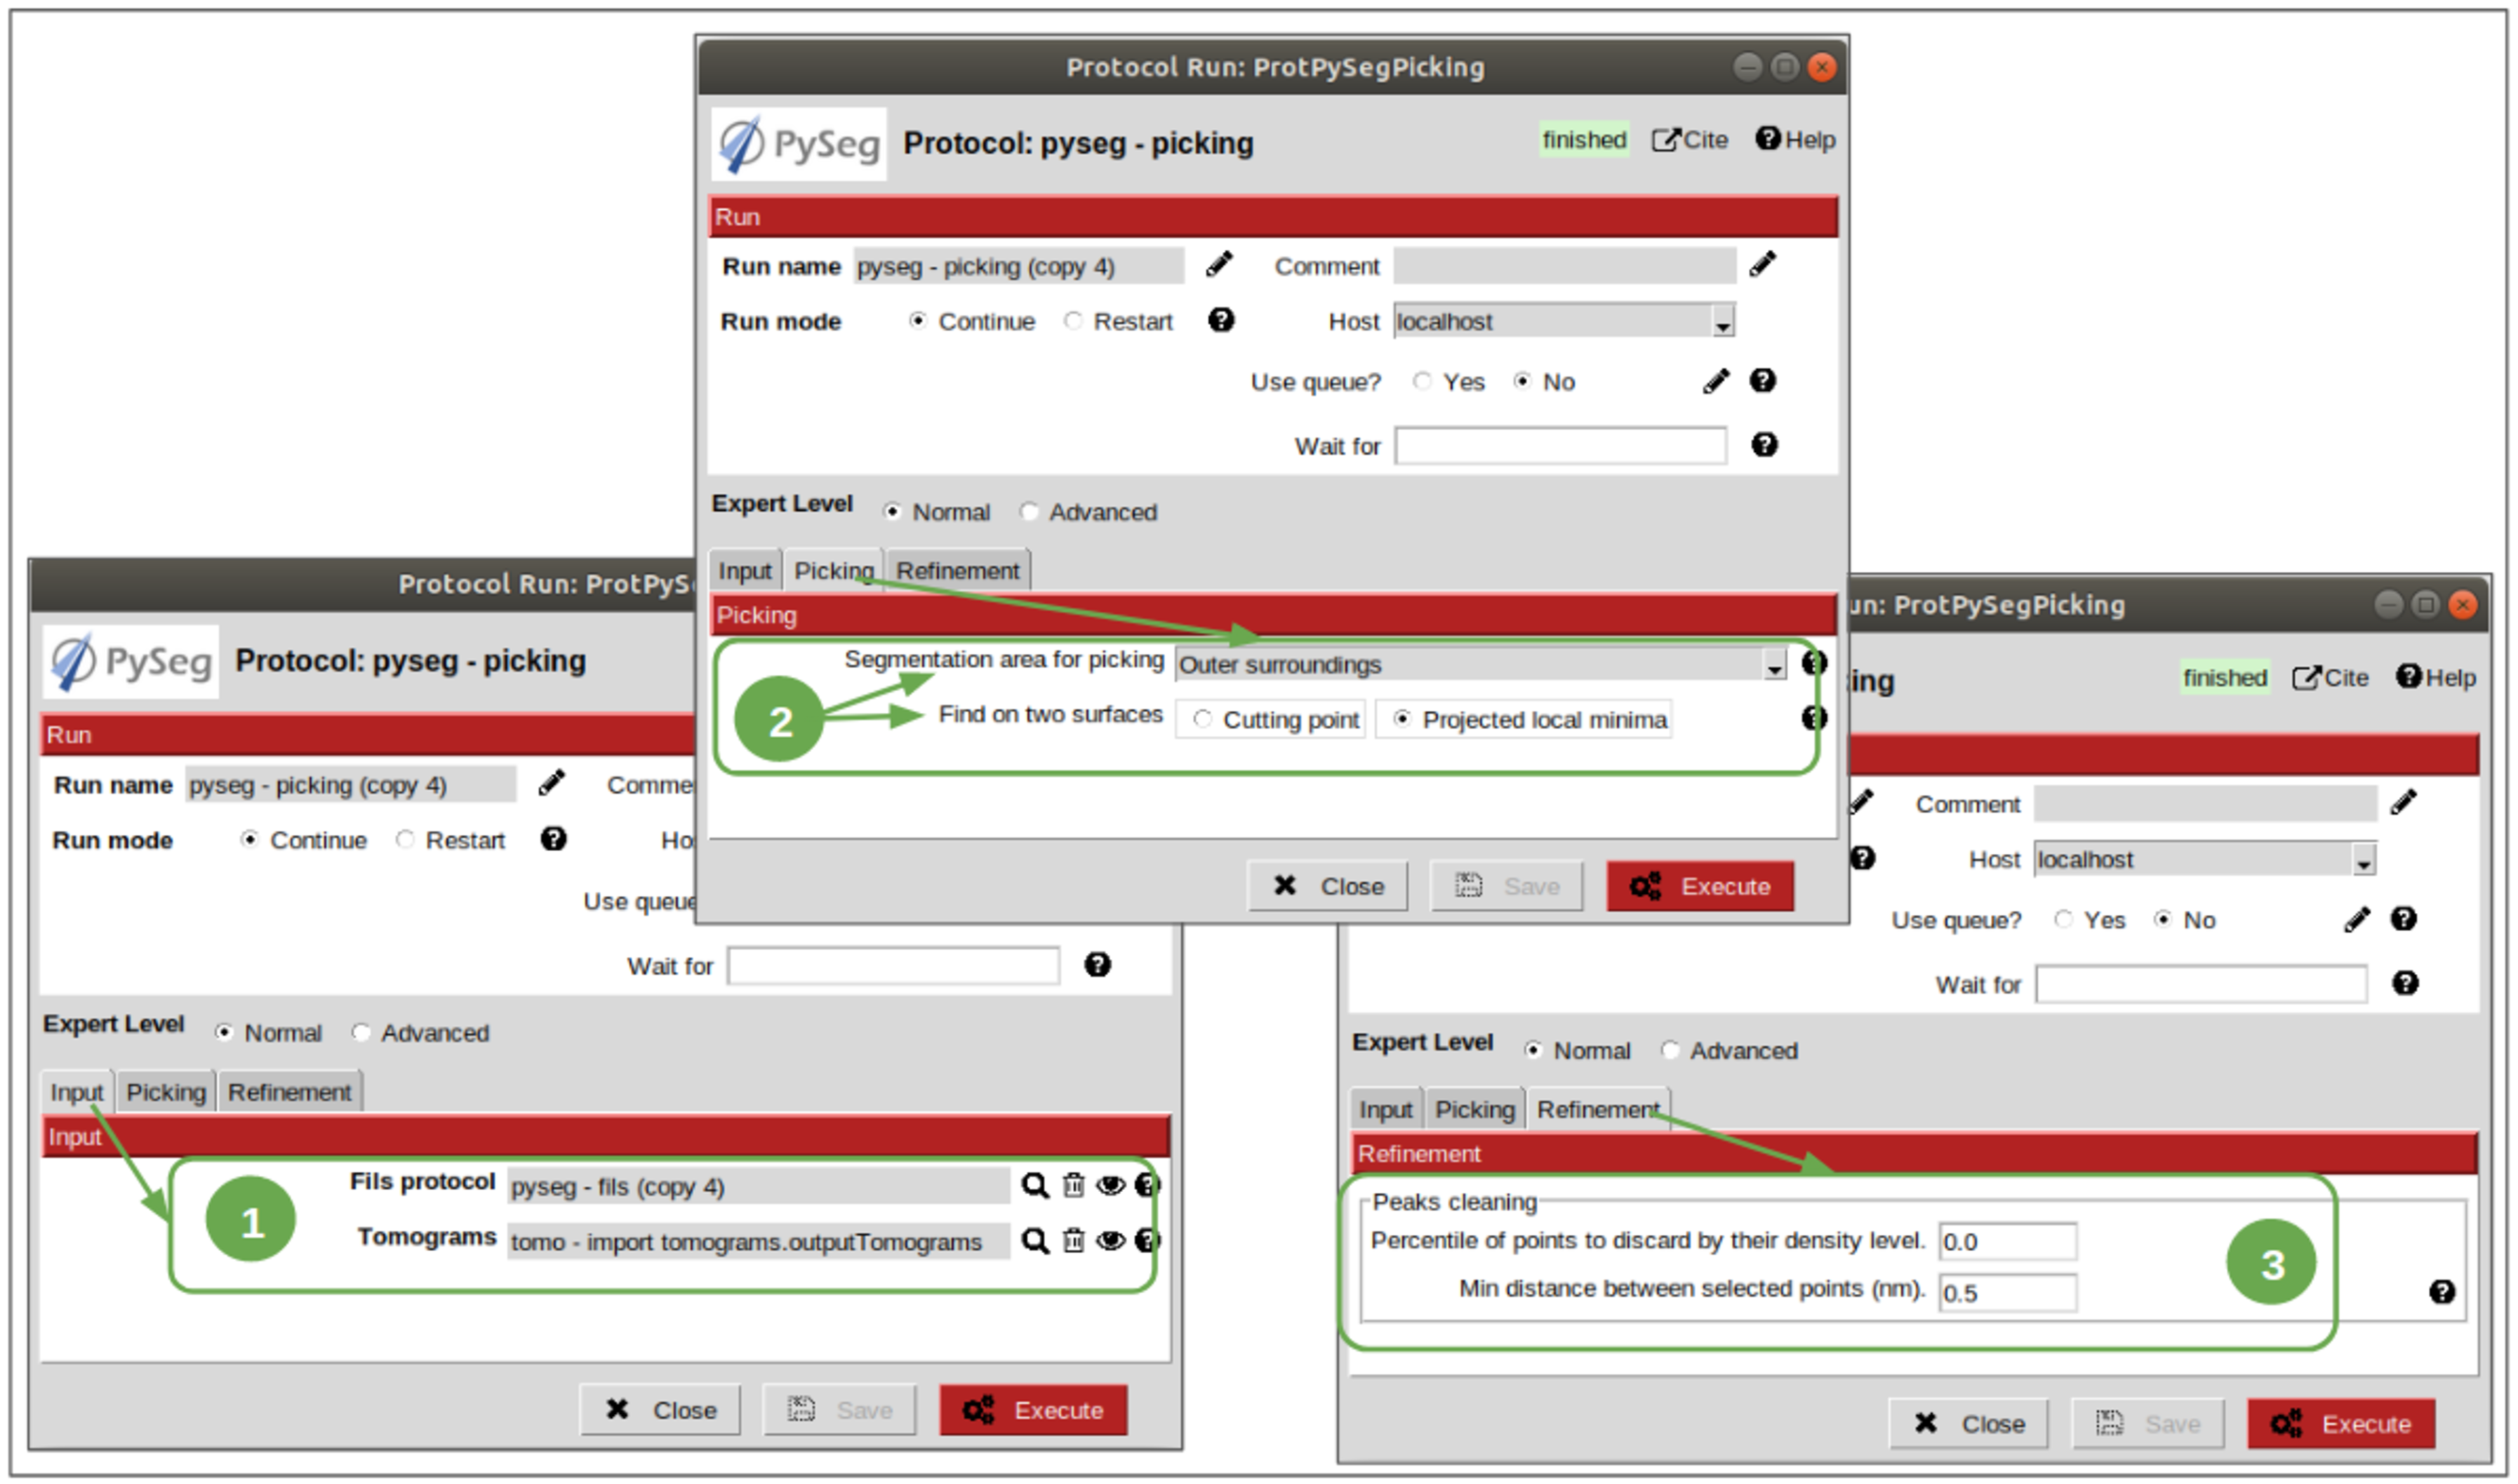 Protocol Run: ProtPySegPicking
PySeg Protocol: pyseg - picking finished Cite Help
Run
Run name pyseg - picking (copy 4) Comment
Run mode Continue Restart Host localhost
Use queue? Yes No
Wait for
Expert Level Normal Advanced
Input Picking Refinement
Picking
Segmentation area for picking Outer surroundings
2
Find on two surfaces Cutting point Projected local minima
Close Save Execute
Protocol Run: ProtPyS
PySeg Protocol: pyseg - picking
Run
Run name pyseg - picking (copy 4) Comme
Run mode Continue Restart Ho
Use queue
Wait for
Expert Level Normal Advanced
Input Picking Refinement
Input
1
Fils protocol pyseg - fils (copy 4)
Tomograms tomo - import tomograms.outputTomograms
Close Save Execute
un: ProtPySegPicking
ing finished Cite Help
Comment
Host localhost
Use queue? Yes No
Wait for
Expert Level Normal Advanced
Input Picking Refinement
Refinement
Peaks cleaning
Percentile of points to discard by their density level. 0.0
3
Min distance between selected points (nm). 0.5
Close Save Execute